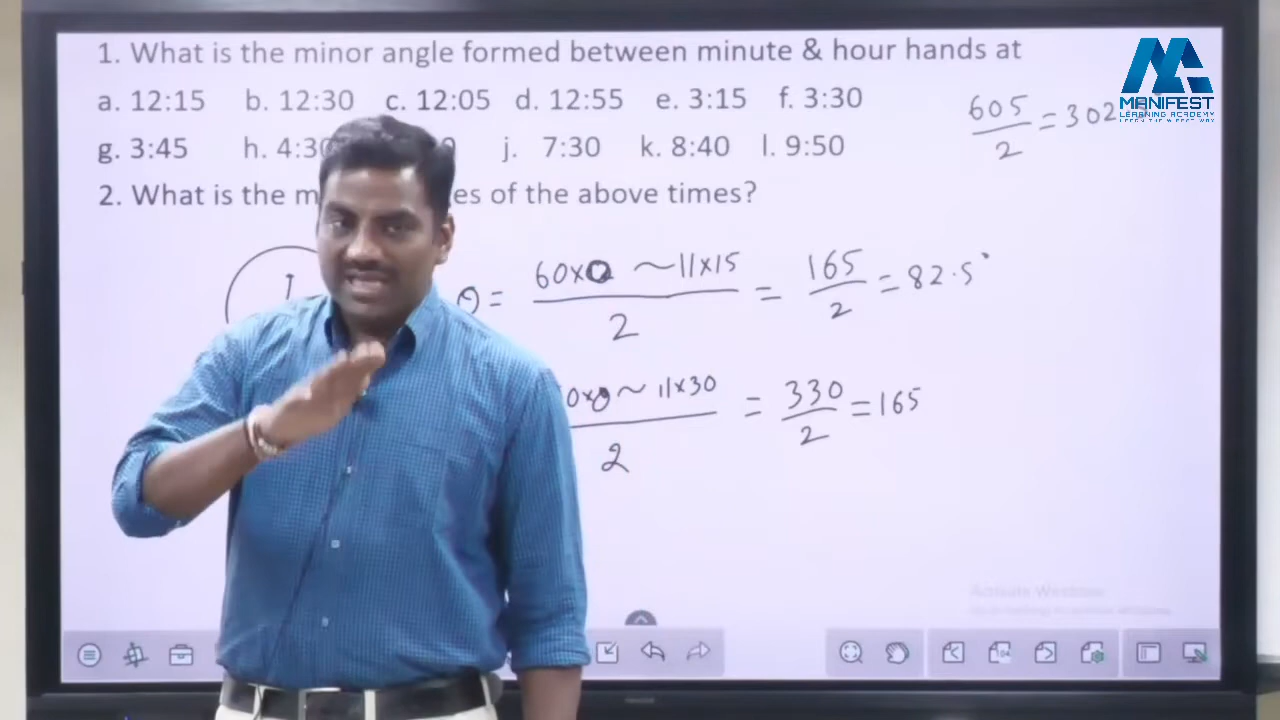 1. What is the minor angle formed between minute & hour hands at
a. 12:15 b. 12:30 c. 12:05 d. 12:55 e. 3:15 f. 3:30
g. 3:45 h. 4:30 j. 7:30 k. 8:40 l. 9:50
2. What is the of the above times?
MANIFEST
LEARNING ACADEMY
605/2 = 302
θ = 60×0 ~ 11×15 / 2 = 165/2 = 82.5°
0×0 ~ 11×30 / 2 = 330/2 = 165